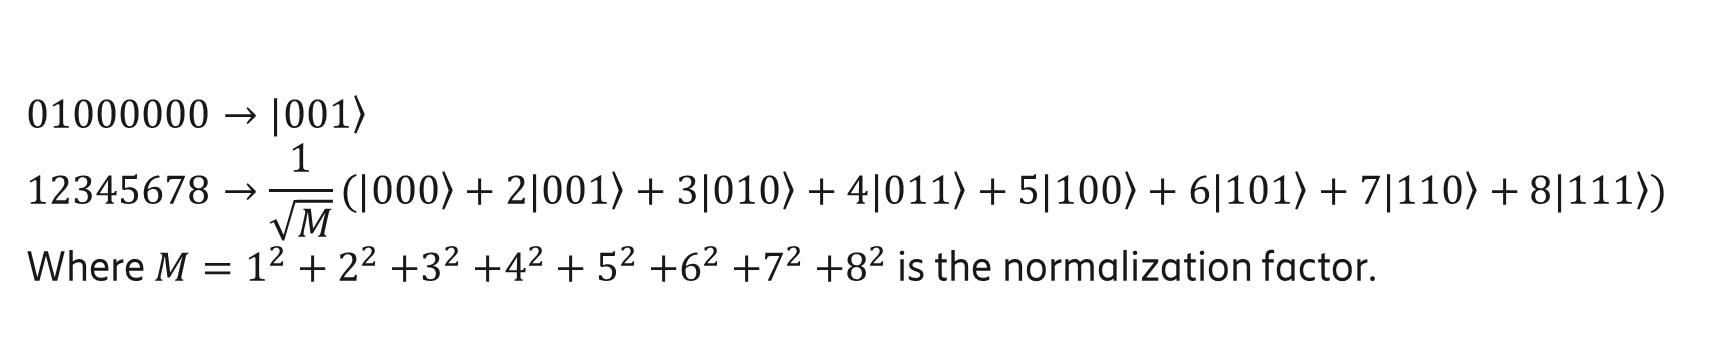 01000000 → |001⟩
12345678 → 1/√M (|000⟩ + 2|001⟩ + 3|010⟩ + 4|011⟩ + 5|100⟩ + 6|101⟩ + 7|110⟩ + 8|111⟩)
Where M = 1² + 2² +3² +4² + 5² +6² +7² +8² is the normalization factor.